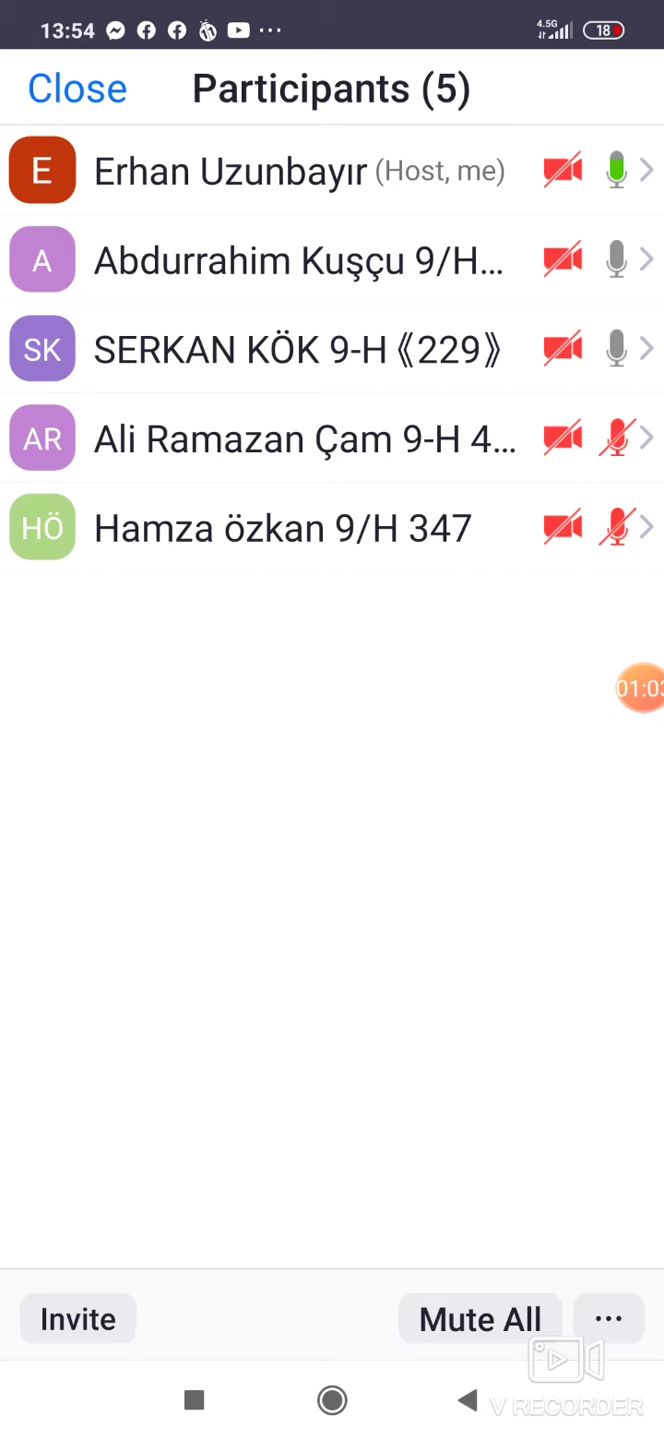 13:54 4.5G 18
Close Participants (5)
E Erhan Uzunbayır (Host, me)
A Abdurrahim Kuşçu 9/H...
SK SERKAN KÖK 9-H《229》
AR Ali Ramazan Çam 9-H 4...
HÖ Hamza özkan 9/H 347
01:03
Invite Mute All ...
V RECORDER